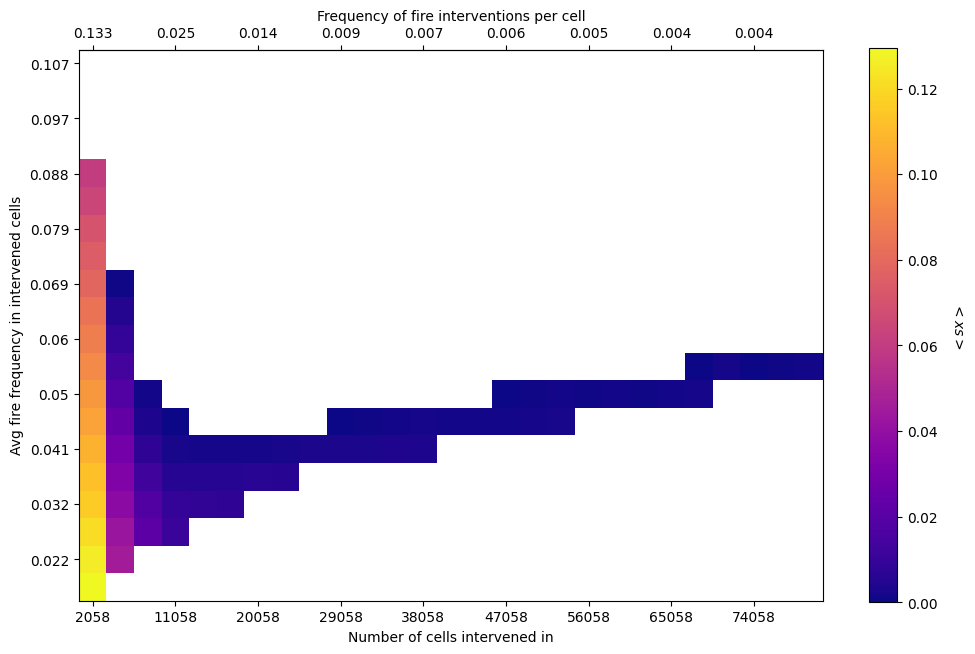 Frequency of fire interventions per cell
0.133 0.025 0.014 0.009 0.007 0.006 0.005 0.004 0.004
Avg fire frequency in intervened cells
0.107
0.097
0.088
0.079
0.069
0.06
0.05
0.041
0.032
0.022
2058 11058 20058 29058 38058 47058 56058 65058 74058
Number of cells intervened in
0.12
0.10
0.08
0.06
0.04
0.02
0.00
< sx >